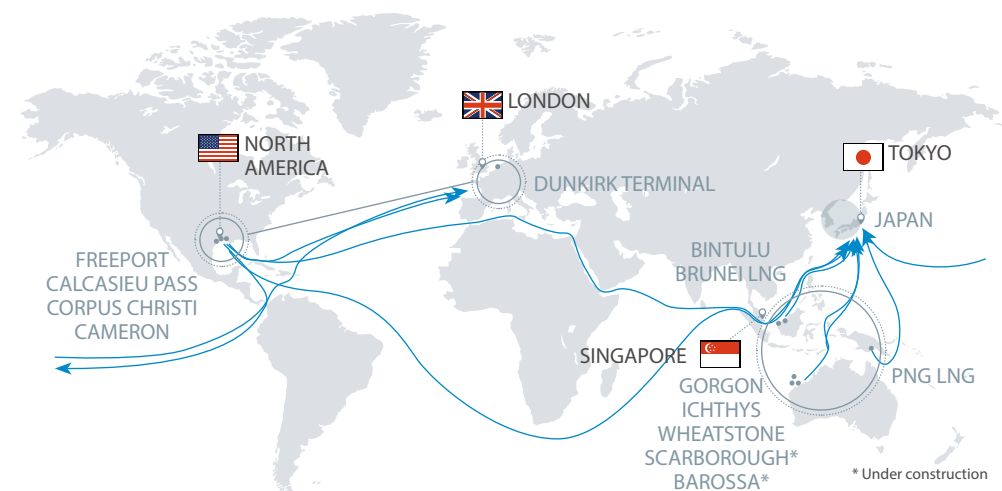 LONDON
NORTH
AMERICA
TOKYO
DUNKIRK TERMINAL
JAPAN
FREEPORT
CALCASIEU PASS
CORPUS CHRISTI
CAMERON
BINTULU
BRUNEI LNG
SINGAPORE
PNG LNG
GORGON
ICHTHYS
WHEATSTONE
SCARBOROUGH*
BAROSSA*
* Under construction